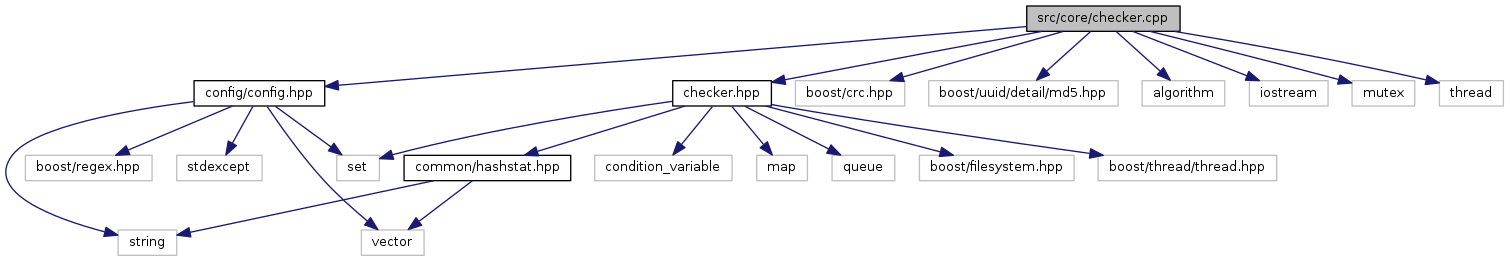 src/core/checker.cpp
config/config.hpp
checker.hpp
boost/crc.hpp
boost/uuid/detail/md5.hpp
algorithm
iostream
mutex
thread
boost/regex.hpp
stdexcept
set
common/hashstat.hpp
condition_variable
map
queue
boost/filesystem.hpp
boost/thread/thread.hpp
string
vector